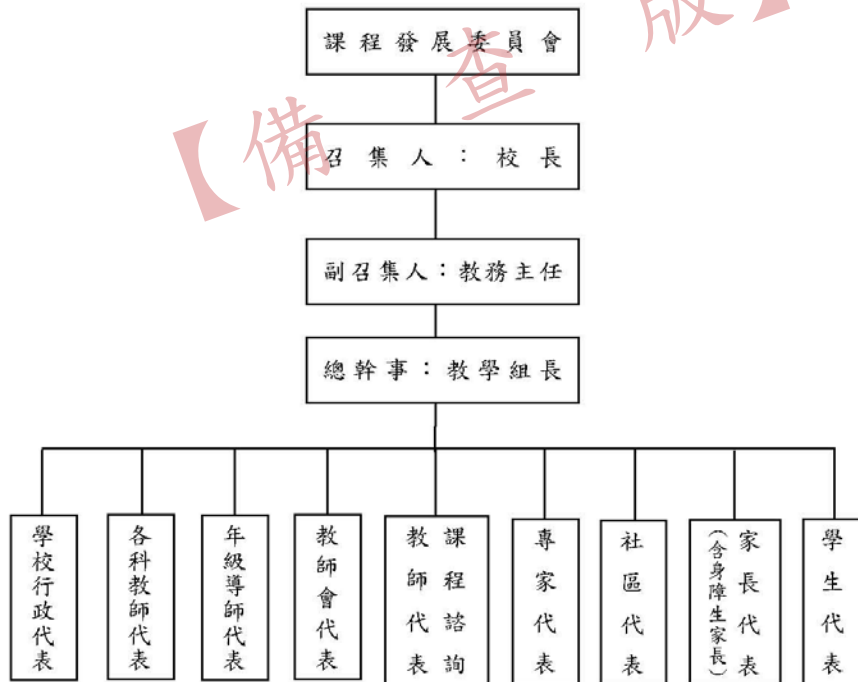 課程發展委員會
【備查版】
召集人：校長
副召集人：教務主任
總幹事：教學組長
學校行政代表
各科教師代表
年級導師代表
教師會代表
課程諮詢
教師代表
專家代表
社區代表
家長代表
（含身障生家長）
學生代表